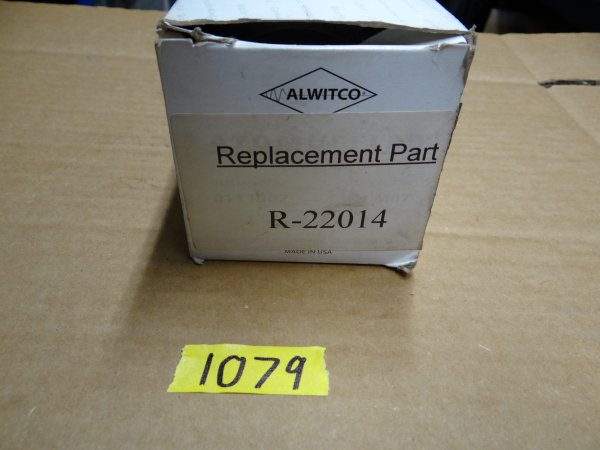 ALWITCO
Replacement Part
R-22014
MADE IN USA
1079